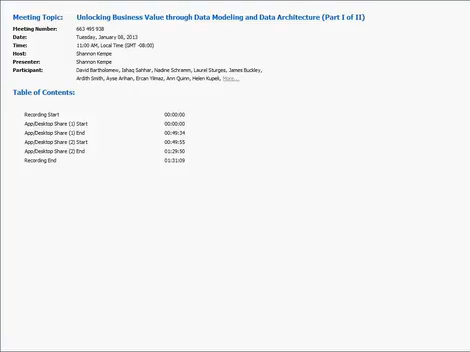 Meeting Topic: Unlocking Business Value through Data Modeling and Data Architecture (Part I of II)
Meeting Number: 663 495 938
Date: Tuesday, January 08, 2013
Time: 11:00 AM, Local Time (GMT -08:00)
Host: Shannon Kempe
Presenter: Shannon Kempe
Participant: David Bartholomew, Ishaq Sahhar, Nadine Schramm, Laurel Sturges, James Buckley,
Ardith Smith, Ayse Arihan, Ercan Yilmaz, Ann Quinn, Helen Kupeli, More...
Table of Contents:
Recording Start 00:00:00
App/Desktop Share (1) Start 00:00:00
App/Desktop Share (1) End 00:49:34
App/Desktop Share (2) Start 00:49:55
App/Desktop Share (2) End 01:29:50
Recording End 01:31:09